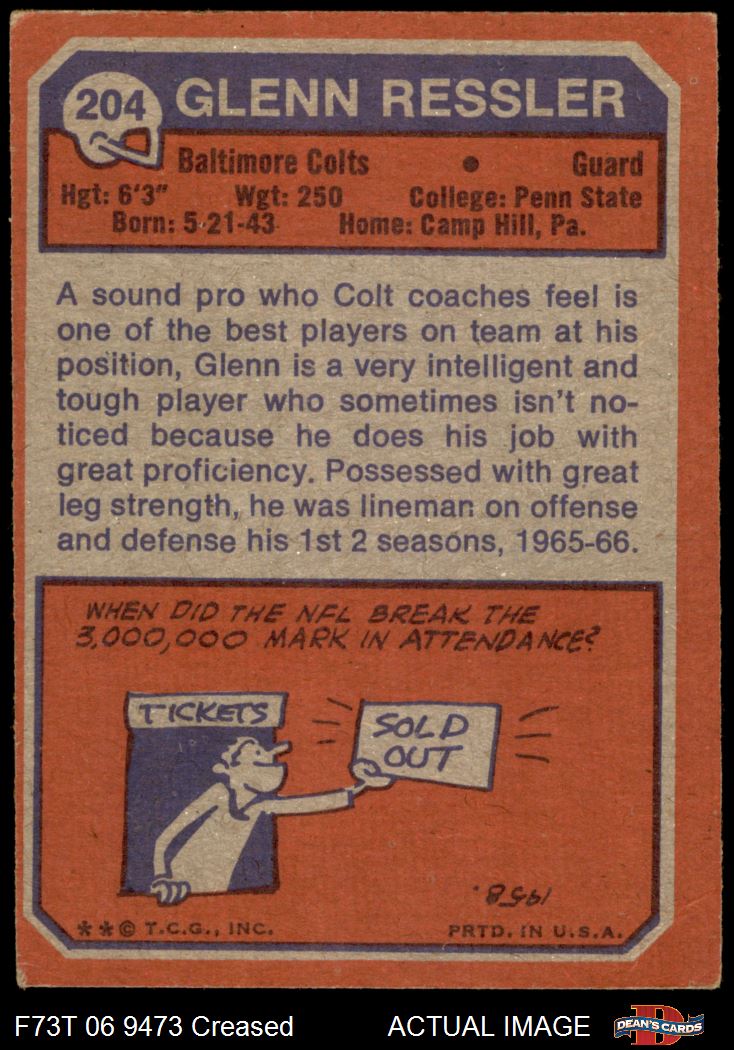 204
GLENN RESSLER
Baltimore Colts • Guard
Hgt: 6'3" Wgt: 250 College: Penn State
Born: 5-21-43 Home: Camp Hill, Pa.
A sound pro who Colt coaches feel is
one of the best players on team at his
position, Glenn is a very intelligent and
tough player who sometimes isn't no-
ticed because he does his job with
great proficiency. Possessed with great
leg strength, he was lineman on offense
and defense his 1st 2 seasons, 1965-66.
WHEN DID THE NFL BREAK THE
3,000,000 MARK IN ATTENDANCE?
TICKETS
SOLD
OUT
1958.
**© T.C.G., INC. PRTD. IN U.S.A.
F73T 06 9473 Creased ACTUAL IMAGE
D
DEAN'S CARDS